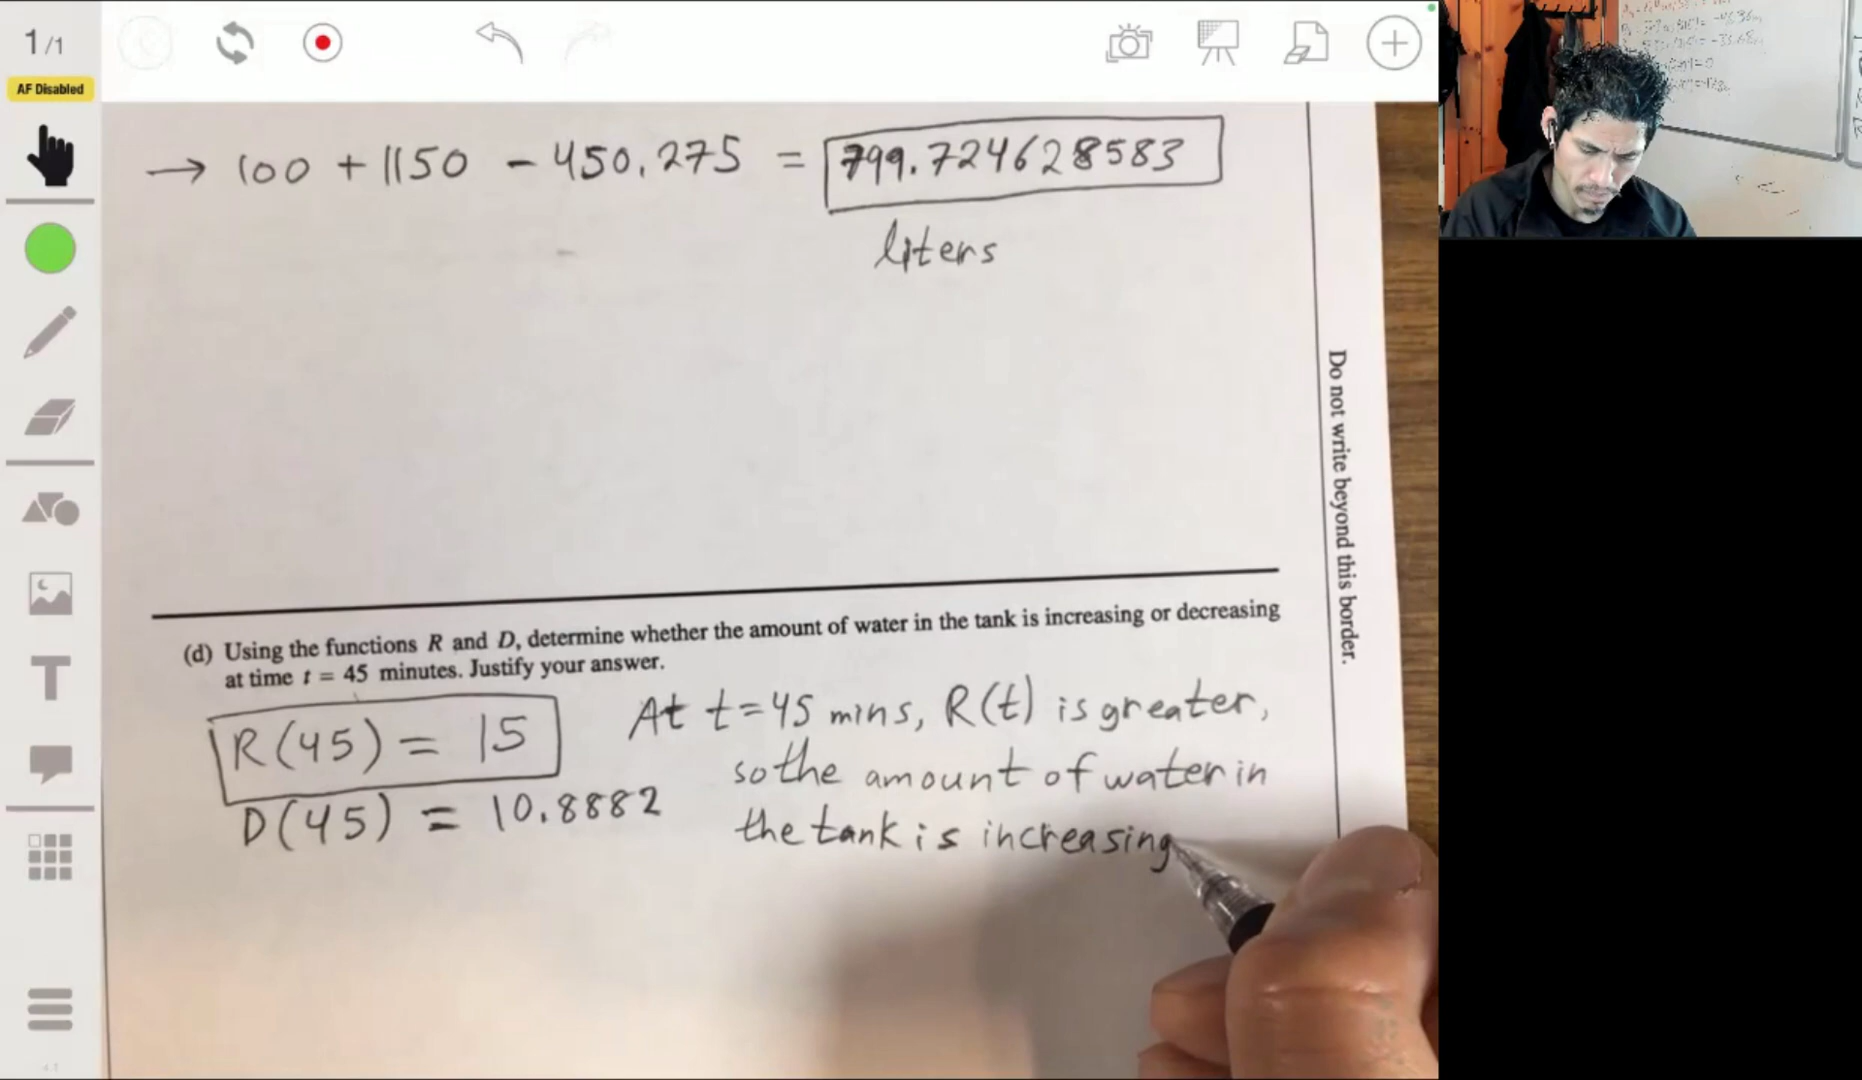 1/1
AF Disabled
→ 100 + 1150 - 450.275 = 799.724628583
liters
Do not write beyond this border.
(d) Using the functions R and D, determine whether the amount of water in the tank is increasing or decreasing
at time t = 45 minutes. Justify your answer.
R(45) = 15
D(45) = 10.8882
At t=45 mins, R(t) is greater,
so the amount of water in
the tank is increasing
T